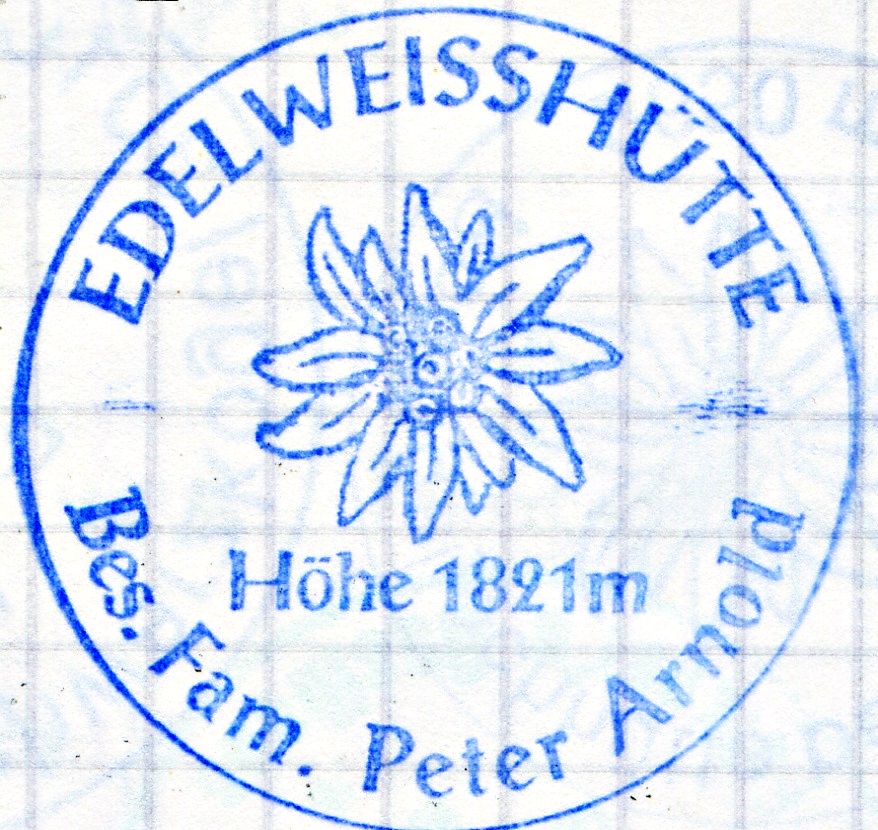 EDELWEISSHÜTTE
Höhe 1821m
Bes. Fam. Peter Arnold